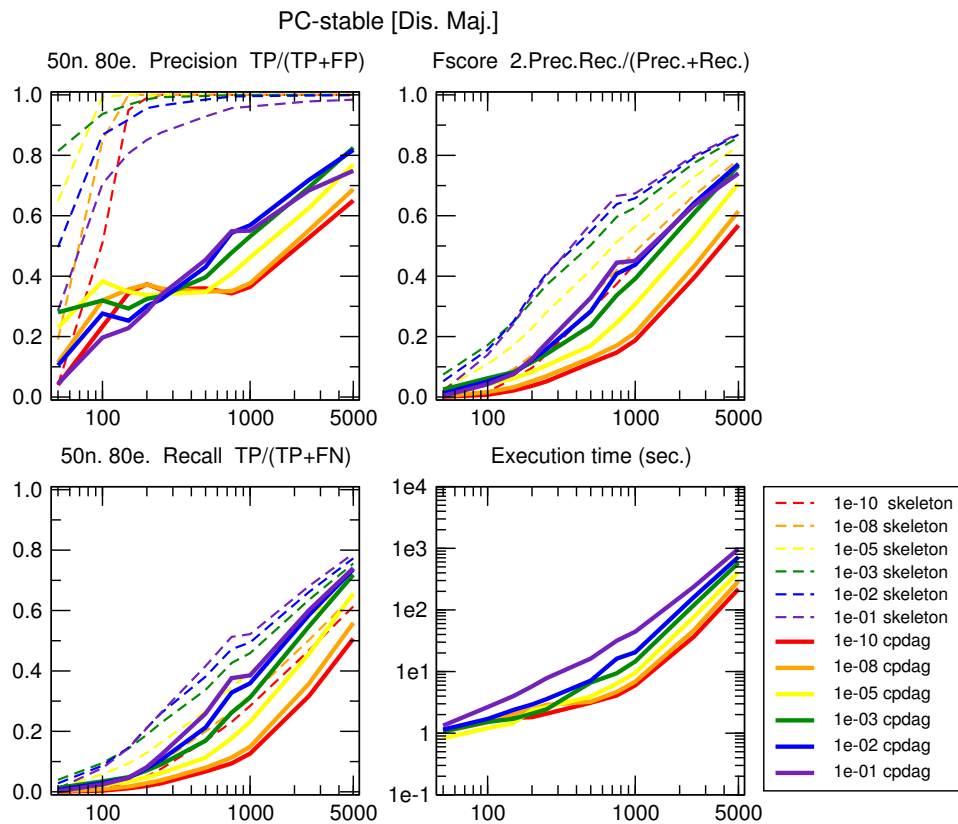 PC-stable [Dis. Maj.]
50n. 80e. Precision TP/(TP+FP)
Fscore 2.Prec.Rec./(Prec.+Rec.)
1.0
0.8
0.6
0.4
0.2
0.0
100
1000
5000
1.0
0.8
0.6
0.4
0.2
0.0
100
1000
5000
50n. 80e. Recall TP/(TP+FN)
Execution time (sec.)
1.0
0.8
0.6
0.4
0.2
0.0
100
1000
5000
1e4
1e3
1e2
1e1
1
1e-1
100
1000
5000
1e-10 skeleton
1e-08 skeleton
1e-05 skeleton
1e-03 skeleton
1e-02 skeleton
1e-01 skeleton
1e-10 cpdag
1e-08 cpdag
1e-05 cpdag
1e-03 cpdag
1e-02 cpdag
1e-01 cpdag